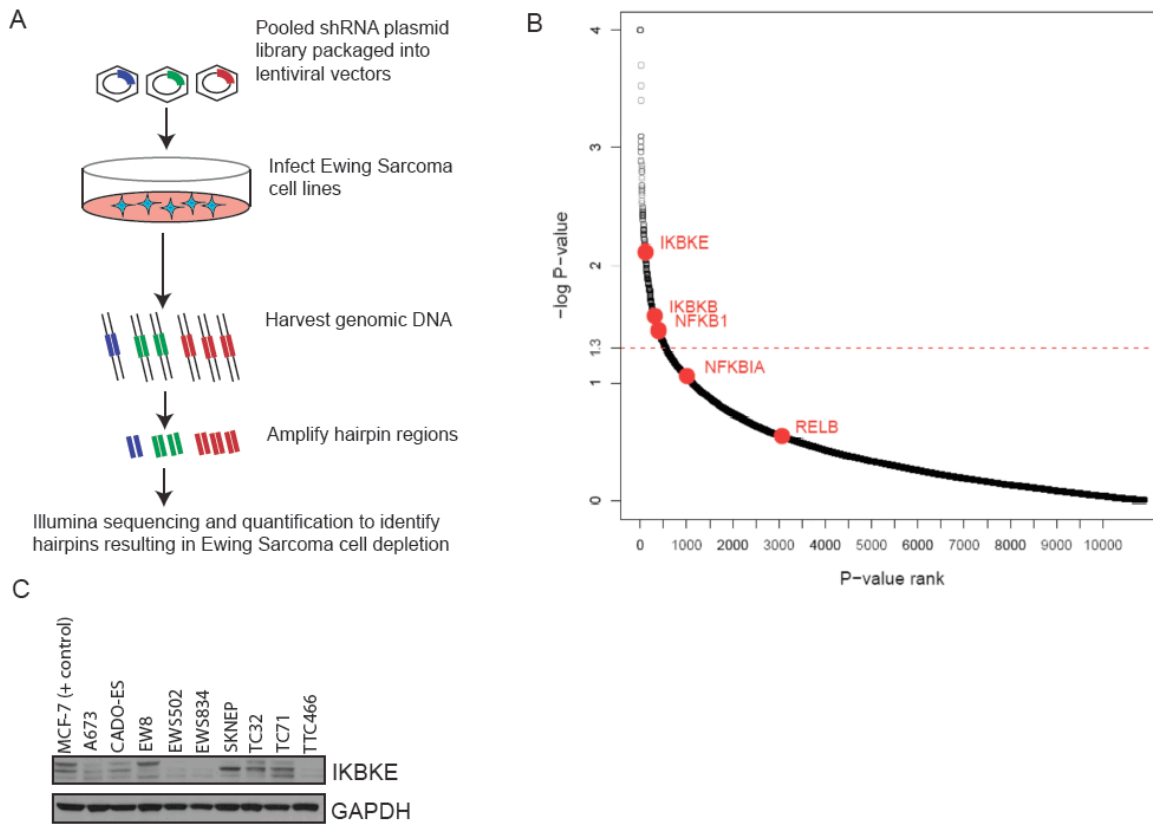 A
Pooled shRNA plasmid
library packaged into
lentiviral vectors
Infect Ewing Sarcoma
cell lines
Harvest genomic DNA
Amplify hairpin regions
Illumina sequencing and quantification to identify
hairpins resulting in Ewing Sarcoma cell depletion
B
-log P-value
4
3
2
1.3
1
0
IKBKE
IKBKB
NFKB1
NFKBIA
RELB
0 1000 2000 3000 4000 5000 6000 7000 8000 9000 10000
P-value rank
C
MCF-7 (+ control)
A673
CADO-ES
EW8
EWS502
EWS834
SKNEP
TC32
TC71
TTC466
IKBKE
GAPDH